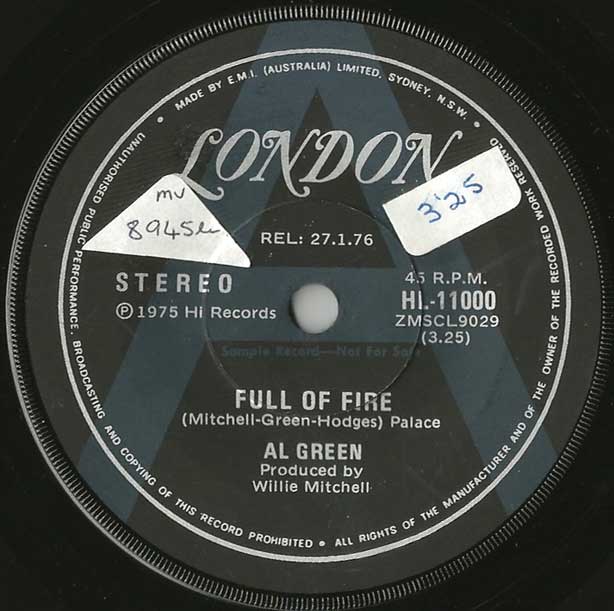 MADE BY E.M.I. (AUSTRALIA) LIMITED, SYDNEY, N.S.W.
UNAUTHORISED PUBLIC PERFORMANCE, BROADCASTING AND COPYING OF THIS RECORD PROHIBITED • ALL RIGHTS OF THE MANUFACTURER AND OF THE OWNER OF THE RECORDED WORK RESERVED
LONDON
mv
3'25
REL: 27.1.76
STEREO
45 R.P.M.
Ⓟ 1975 Hi Records
HL-11000
ZMSCL9029
(3.25)
Sample Record—Not For Sale
FULL OF FIRE
(Mitchell-Green-Hodges) Palace
AL GREEN
Produced by
Willie Mitchell
A